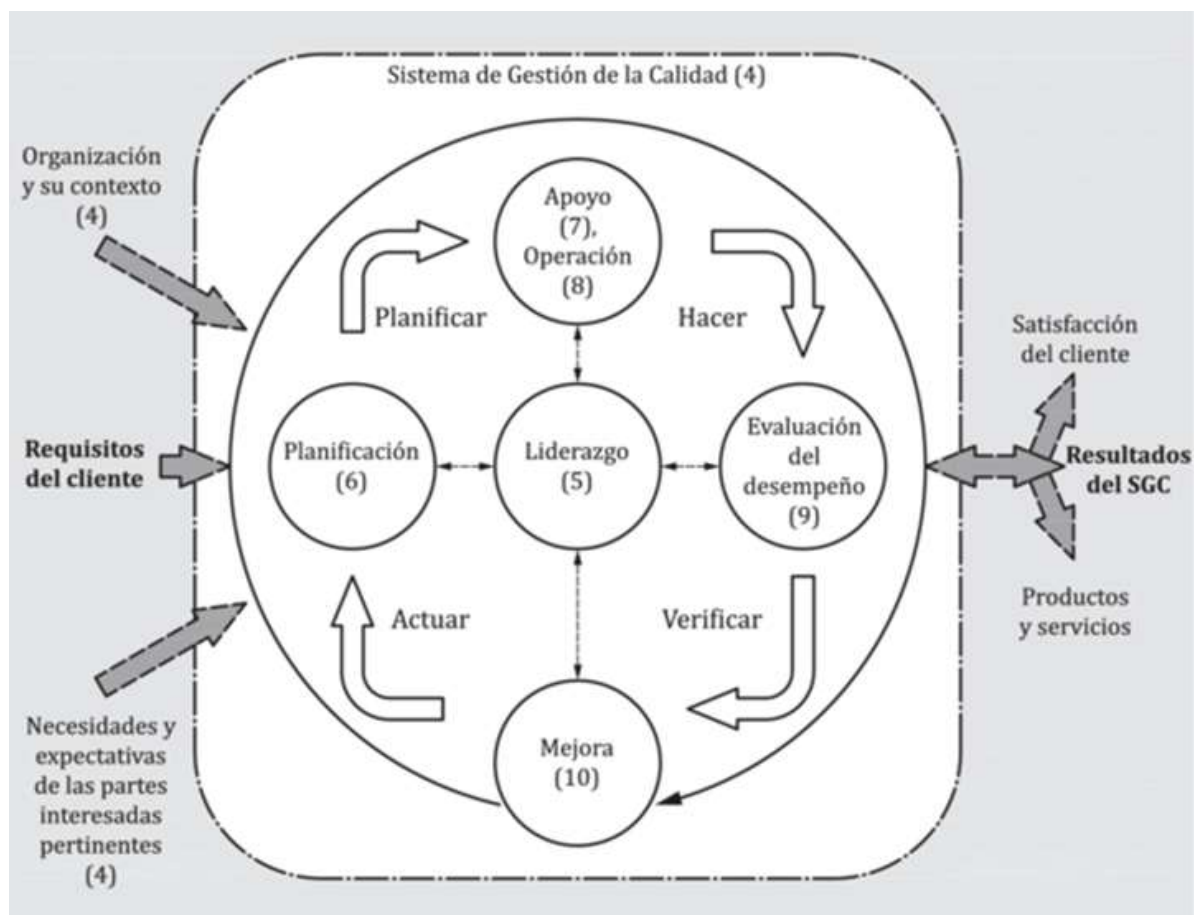 Sistema de Gestión de la Calidad (4)
Organización
y su contexto
(4)
Apoyo
(7),
Operación
(8)
Planificar
Hacer
Satisfacción
del cliente
Requisitos
del cliente
Planificación
(6)
Liderazgo
(5)
Evaluación
del
desempeño
(9)
Resultados
del SGC
Actuar
Verificar
Productos
y servicios
Necesidades y
expectativas
de las partes
interesadas
pertinentes
(4)
Mejora
(10)